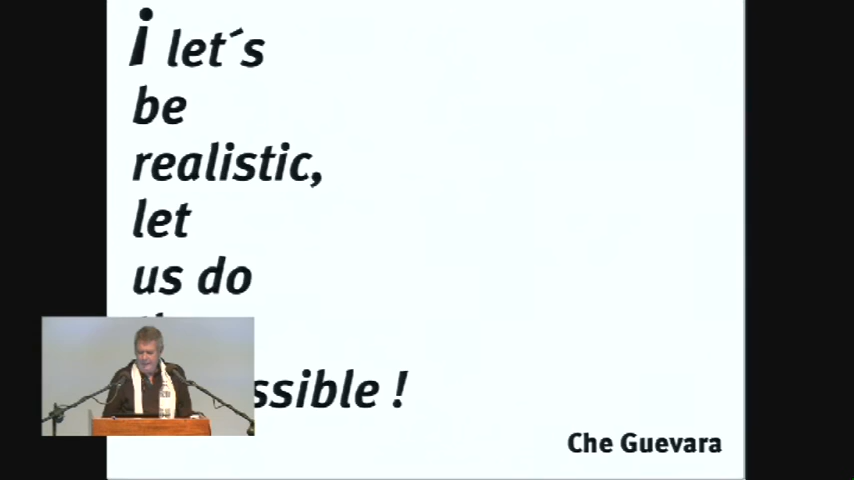 ¡ let´s
be
realistic,
let
us do
ssible !
Che Guevara